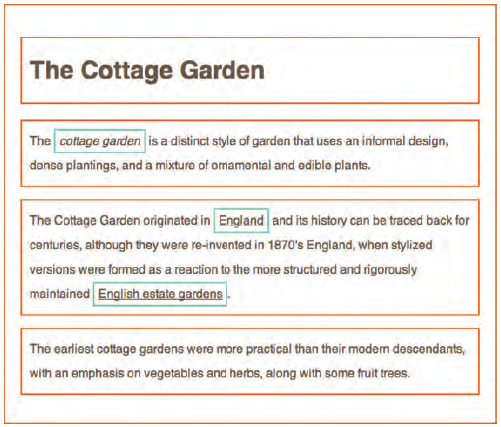 The Cottage Garden
The cottage garden is a distinct style of garden that uses an informal design,
dense plantings, and a mixture of ornamental and edible plants.
The Cottage Garden originated in England and its history can be traced back for
centuries, although they were re-invented in 1870's England, when stylized
versions were formed as a reaction to the more structured and rigorously
maintained English estate gardens.
The earliest cottage gardens were more practical than their modern descendants,
with an emphasis on vegetables and herbs, along with some fruit trees.